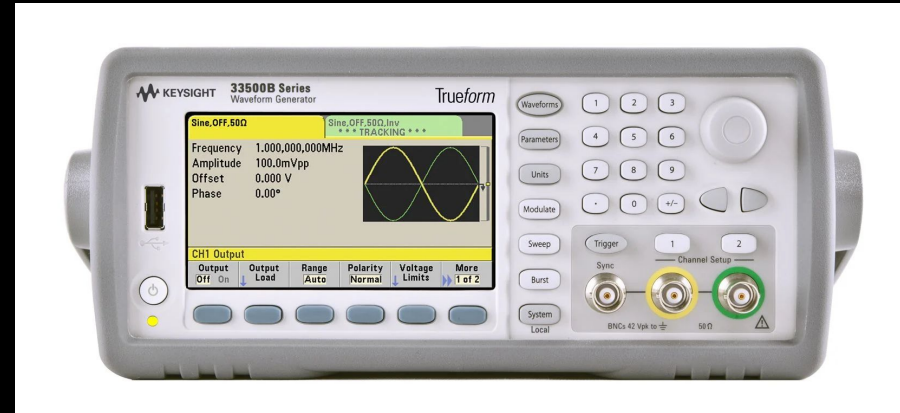 KEYSIGHT 33500B Series
Waveform Generator
Trueform
Sine,OFF,50Ω
Sine,OFF,50Ω,Inv
* * * TRACKING * * *
Frequency 1.000,000,000MHz
Amplitude 100.0mVpp
Offset 0.000 V
Phase 0.00°
CH1 Output
Output Off On
Output Load
Range Auto
Polarity Normal
Voltage Limits
More 1 of 2
Waveforms
Parameters
Units
Modulate
Sweep
Burst
System
Local
1 2 3
4 5 6
7 8 9
. 0 +/−
Trigger 1 2
Sync Channel Setup
BNCs 42 Vpk to 50 Ω